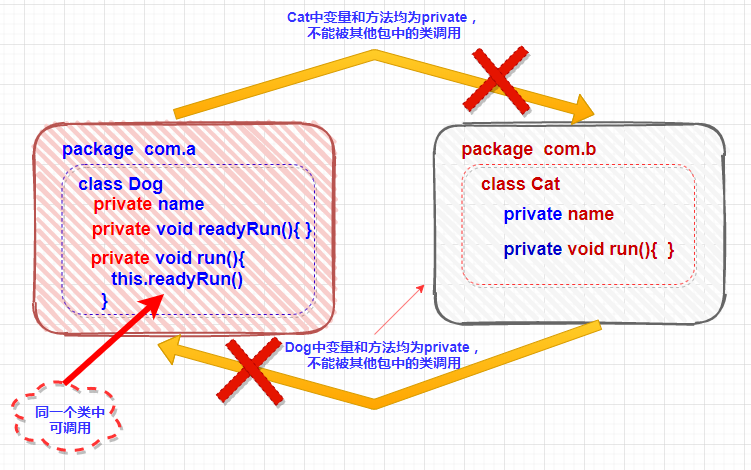 Cat中变量和方法均为private，
不能被其他包中的类调用
package com.a
class Dog
private name
private void readyRun(){ }
private void run(){
this.readyRun()
}
package com.b
class Cat
private name
private void run(){ }
Dog中变量和方法均为private，
不能被其他包中的类调用
同一个类中
可调用